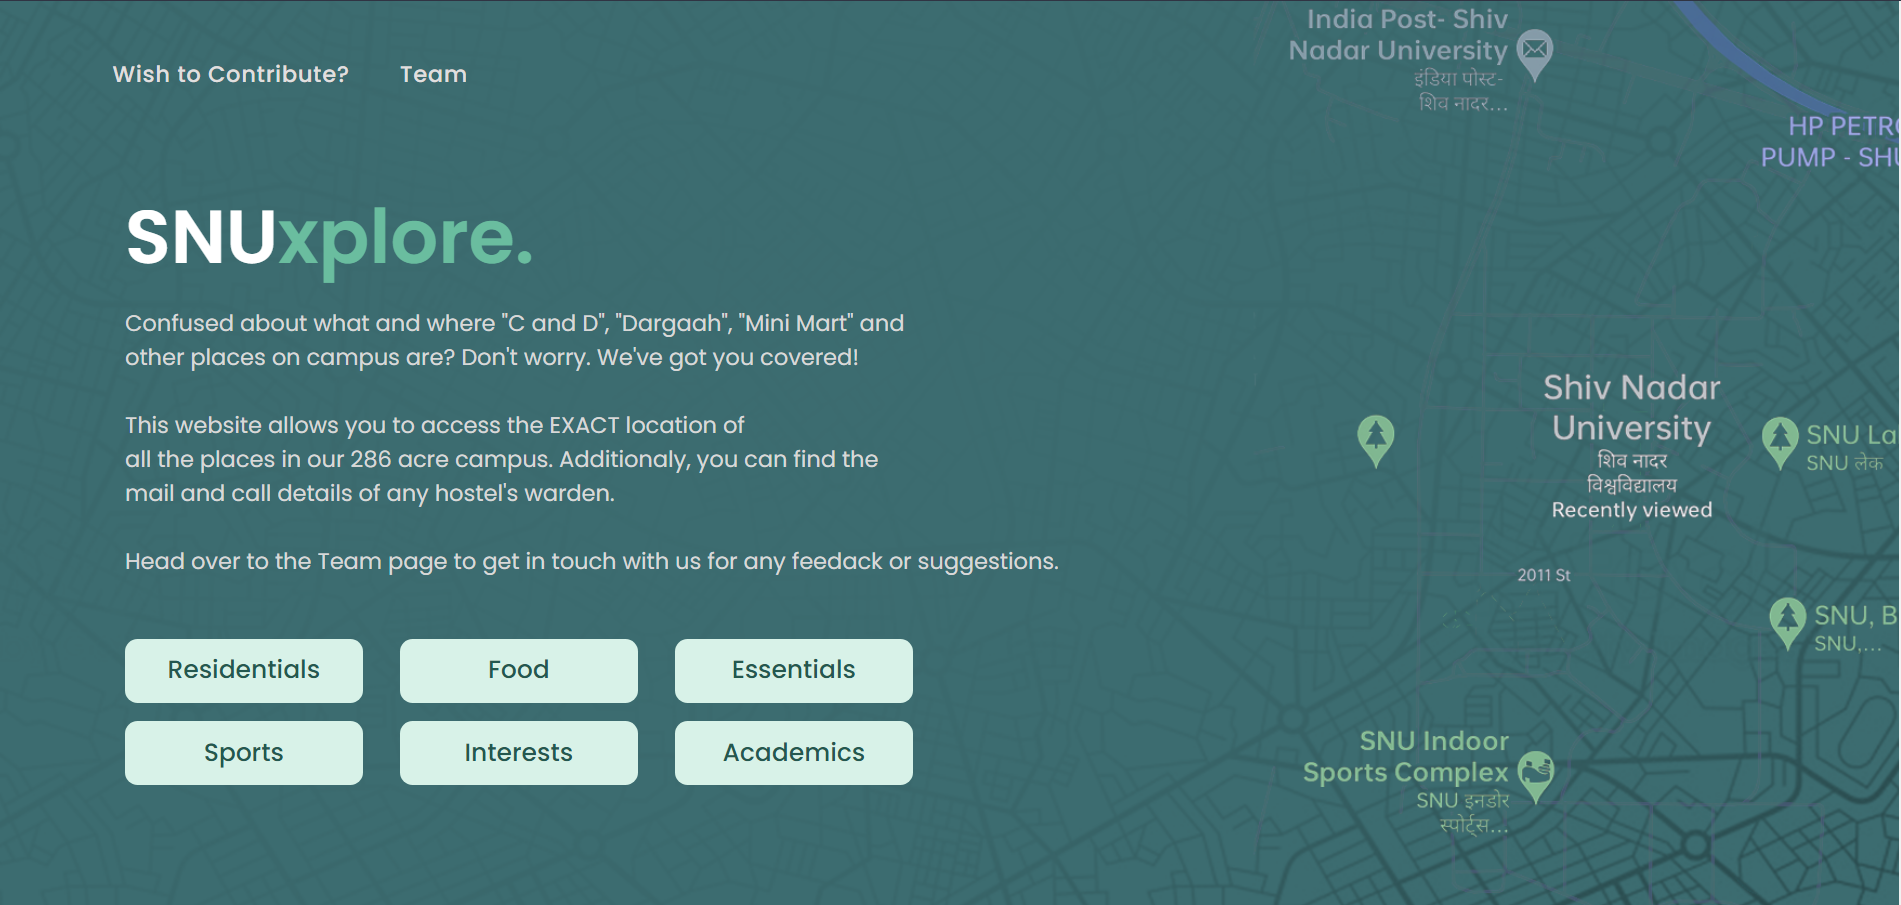 Wish to Contribute? Team
SNUxplore.
Confused about what and where "C and D", "Dargaah", "Mini Mart" and
other places on campus are? Don't worry. We've got you covered!
This website allows you to access the EXACT location of
all the places in our 286 acre campus. Additionaly, you can find the
mail and call details of any hostel's warden.
Head over to the Team page to get in touch with us for any feedack or suggestions.
Residentials Food Essentials
Sports Interests Academics
India Post- Shiv
Nadar University
इंडिया पोस्ट-
शिव नादर...
HP PETRO
PUMP - SHU
Shiv Nadar
University
शिव नादर
विश्वविद्यालय
Recently viewed
SNU La
SNU लेक
2011 St
SNU, B
SNU,...
SNU Indoor
Sports Complex
SNU इनडोर
स्पोर्ट्स...